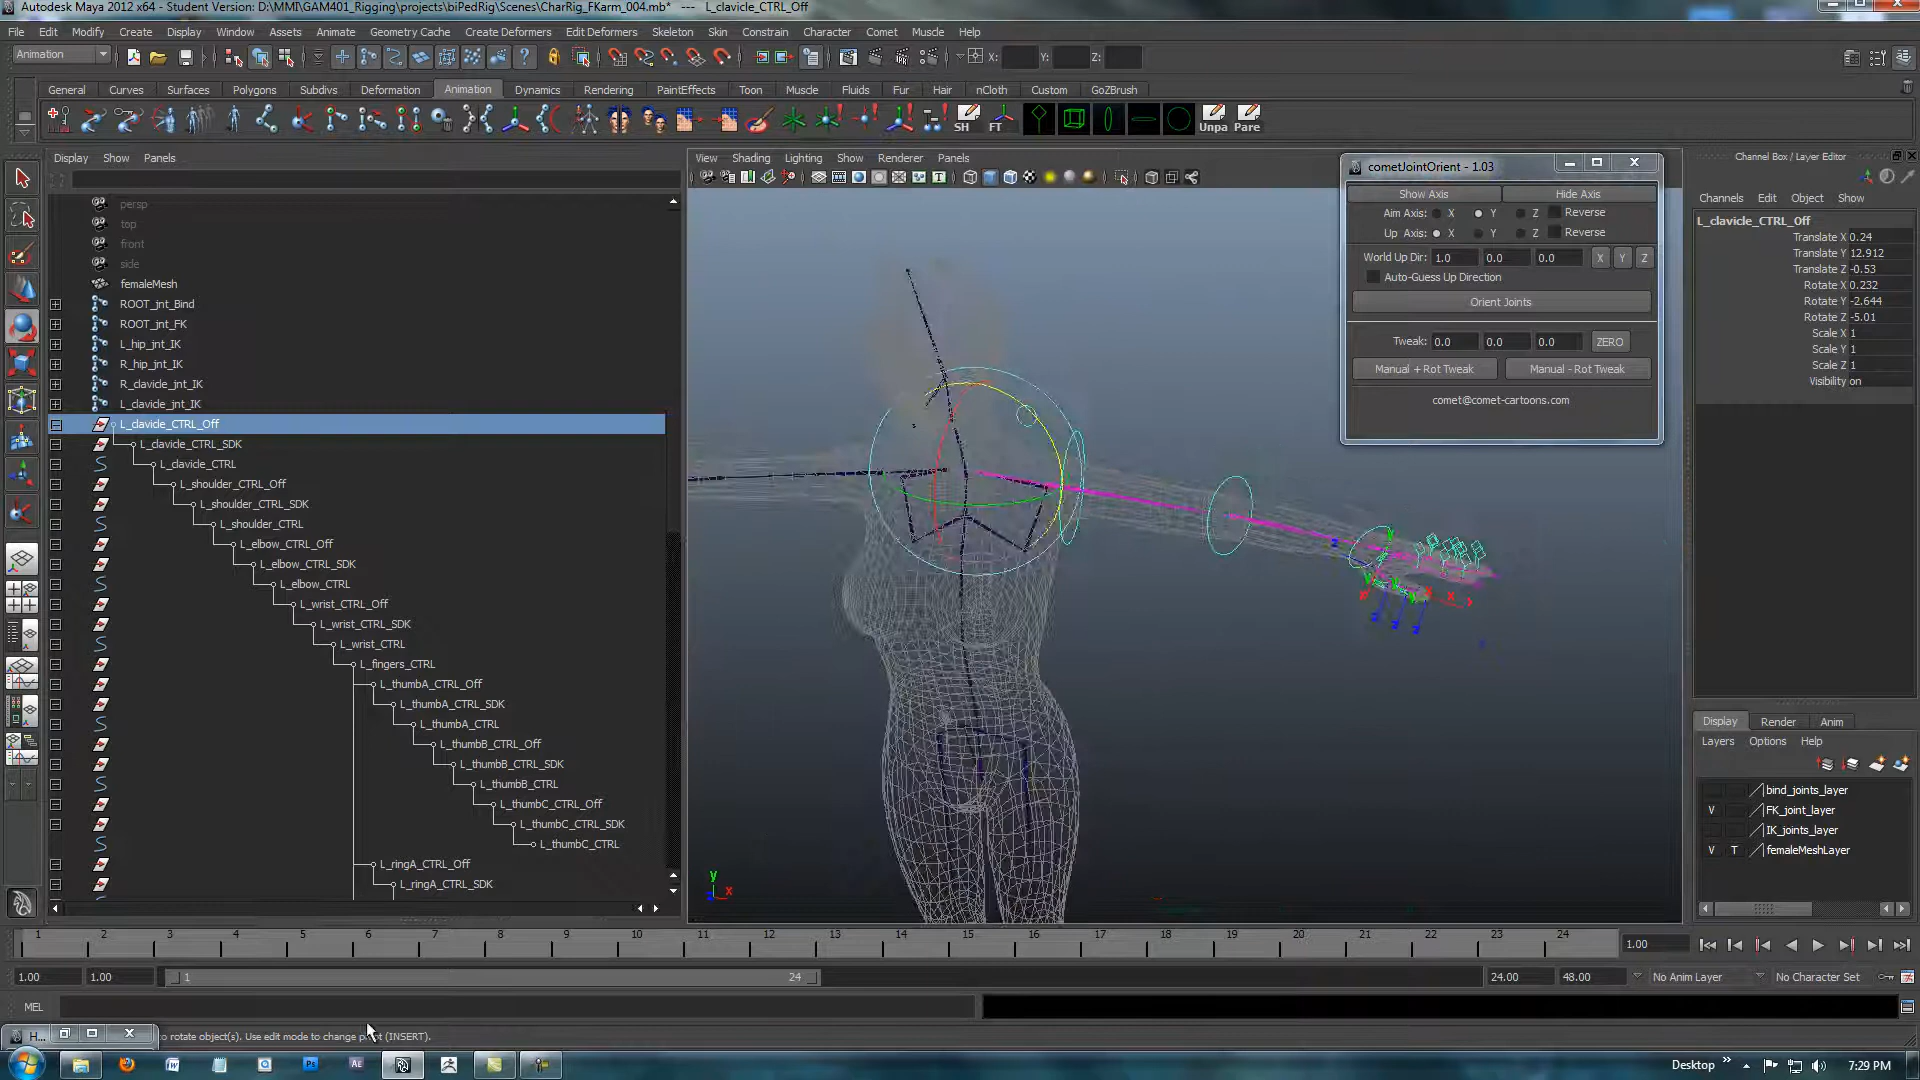 Autodesk Maya 2012 x64 - Student Version: D:\MMI\GAM401_Rigging\projects\biPedRig\Scenes\CharRig_FKarm_004.mb* --- L_clavicle_CTRL_Off
File Edit Modify Create Display Window Assets Animate Geometry Cache Create Deformers Edit Deformers Skeleton Skin Constrain Character Comet Muscle Help
Animation X: Y: Z:
General Curves Surfaces Polygons Subdivs Deformation Animation Dynamics Rendering PaintEffects Toon Muscle Fluids Fur Hair nCloth Custom GoZBrush
SH FT Unpa Pare
Display Show Panels
persp
top
front
side
femaleMesh
ROOT_jnt_Bind
ROOT_jnt_FK
L_hip_jnt_IK
R_hip_jnt_IK
R_clavicle_jnt_IK
L_clavicle_jnt_IK
L_clavicle_CTRL_Off
L_clavicle_CTRL_SDK
L_clavicle_CTRL
L_shoulder_CTRL_Off
L_shoulder_CTRL_SDK
L_shoulder_CTRL
L_elbow_CTRL_Off
L_elbow_CTRL_SDK
L_elbow_CTRL
L_wrist_CTRL_Off
L_wrist_CTRL_SDK
L_wrist_CTRL
L_fingers_CTRL
L_thumbA_CTRL_Off
L_thumbA_CTRL_SDK
L_thumbA_CTRL
L_thumbB_CTRL_Off
L_thumbB_CTRL_SDK
L_thumbB_CTRL
L_thumbC_CTRL_Off
L_thumbC_CTRL_SDK
L_thumbC_CTRL
L_ringA_CTRL_Off
L_ringA_CTRL_SDK
View Shading Lighting Show Renderer Panels
y
x
cometJointOrient - 1.03
Show Axis Hide Axis
Aim Axis: X Y Z Reverse
Up Axis: X Y Z Reverse
World Up Dir: 1.0 0.0 0.0 X Y Z
Auto-Guess Up Direction
Orient Joints
Tweak: 0.0 0.0 0.0 ZERO
Manual + Rot Tweak Manual - Rot Tweak
comet@comet-cartoons.com
Channel Box / Layer Editor
Channels Edit Object Show
L_clavicle_CTRL_Off
Translate X 0.24
Translate Y 12.912
Translate Z -0.53
Rotate X 0.232
Rotate Y -2.644
Rotate Z -5.01
Scale X 1
Scale Y 1
Scale Z 1
Visibility on
Display Render Anim
Layers Options Help
bind_joints_layer
V FK_joint_layer
IK_joints_layer
V T femaleMeshLayer
1 2 3 4 5 6 7 8 9 10 11 12 13 14 15 16 17 18 19 20 21 22 23 24 1.00
1.00 1.00 1 24 24.00 48.00 No Anim Layer No Character Set
MEL
H... o rotate object(s). Use edit mode to change (INSERT).
Ps AE Desktop 7:29 PM